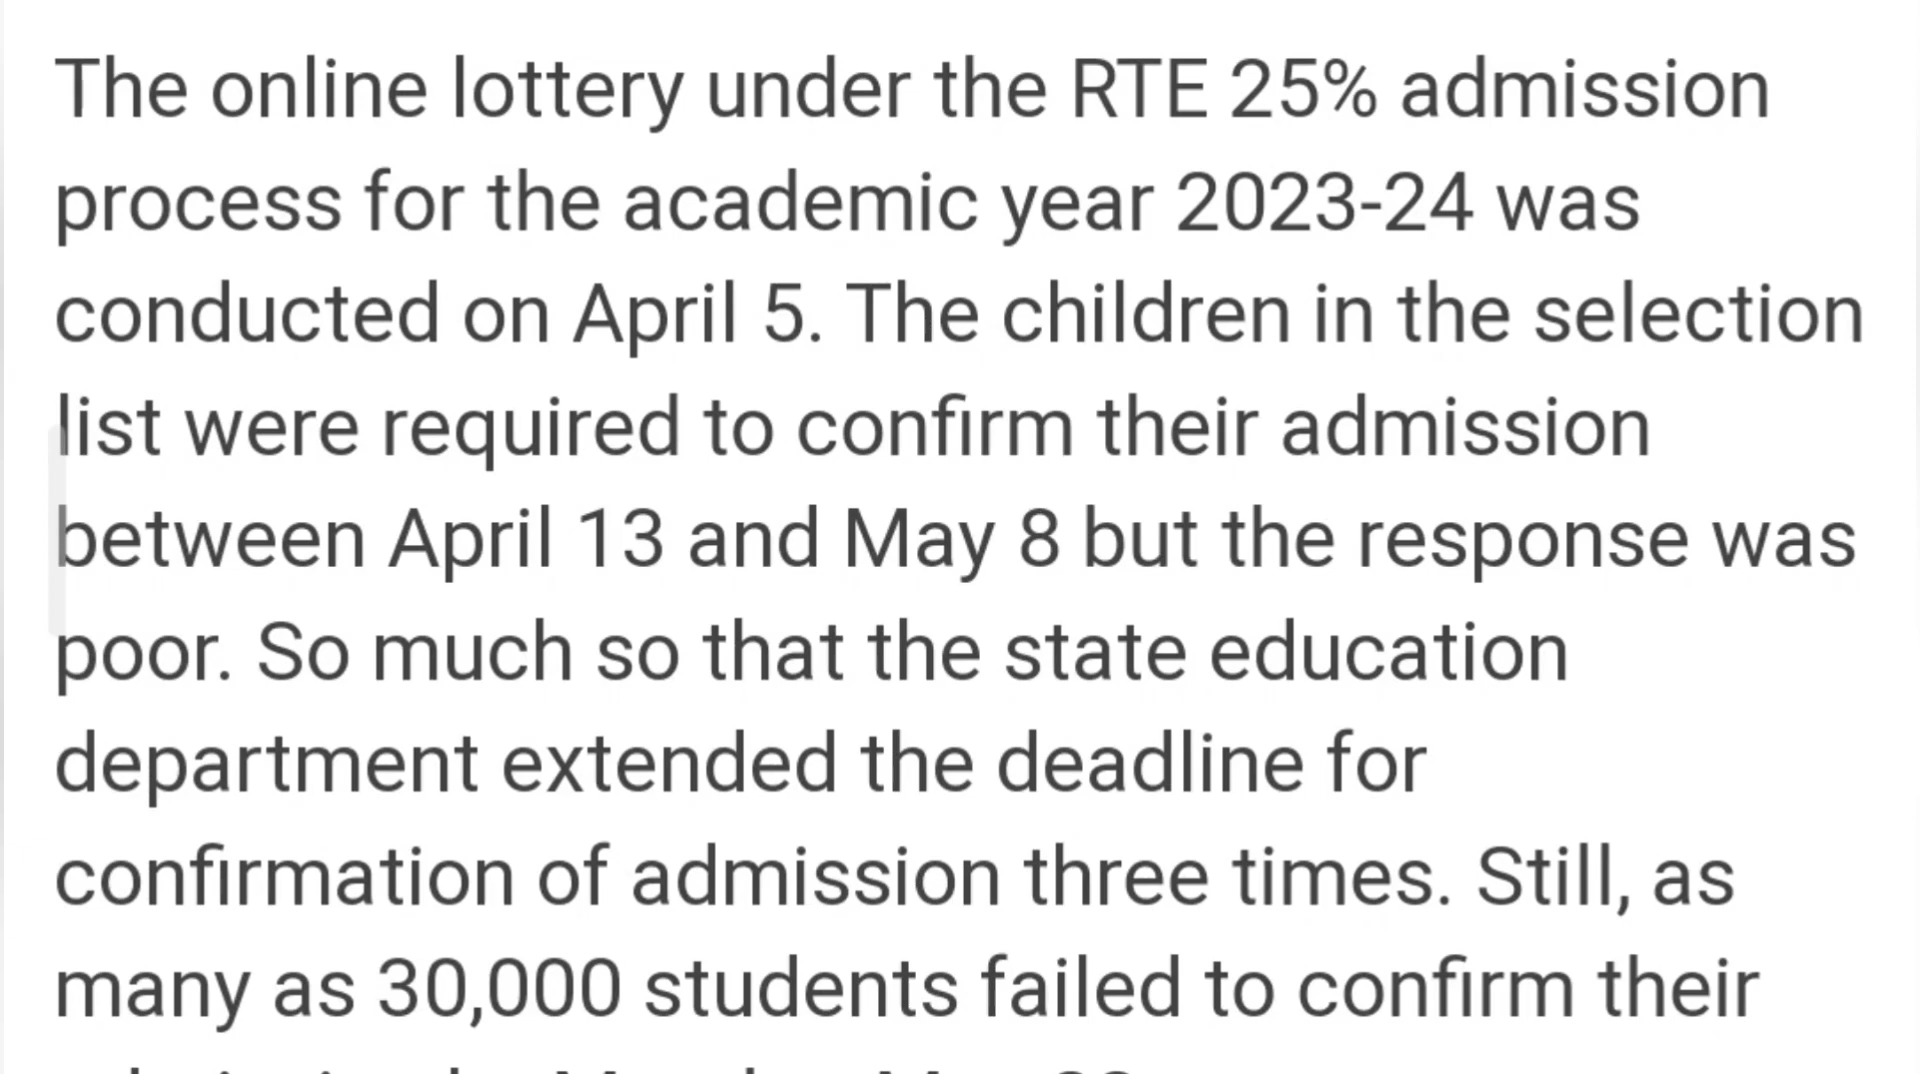 The online lottery under the RTE 25% admission
process for the academic year 2023-24 was
conducted on April 5. The children in the selection
list were required to confirm their admission
between April 13 and May 8 but the response was
poor. So much so that the state education
department extended the deadline for
confirmation of admission three times. Still, as
many as 30,000 students failed to confirm their